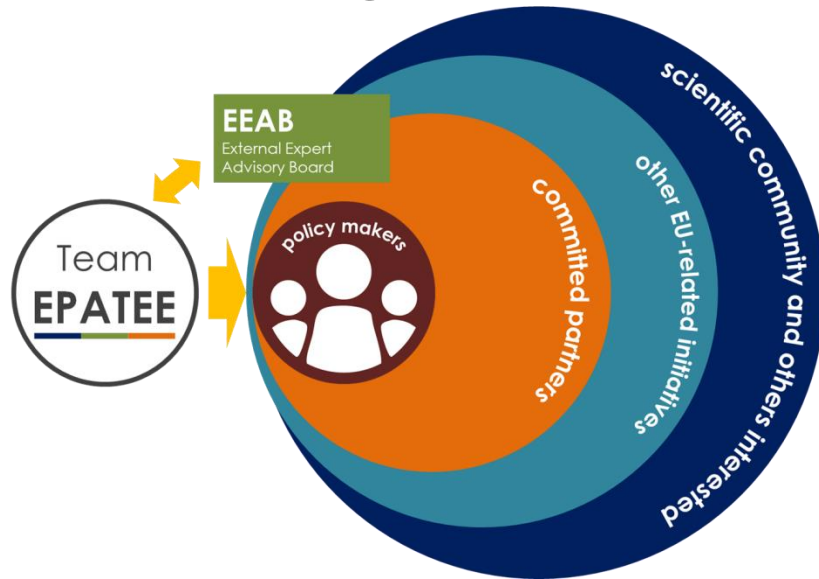 EEAB
External Expert
Advisory Board
Team
EPATEE
policy makers
committed partners
other EU-related initiatives
scientific community and others interested